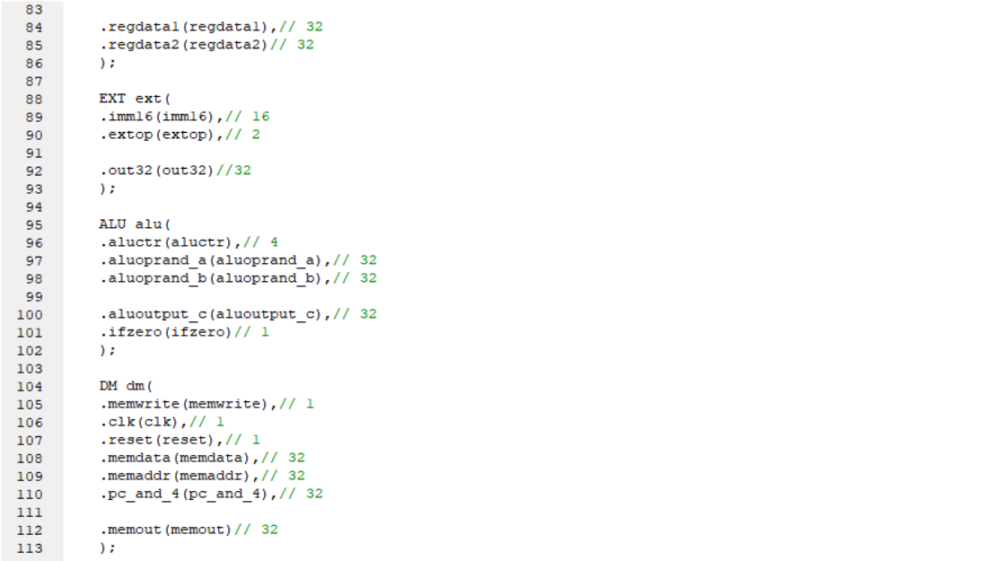 83
84 .regdata1(regdata1),// 32
85 .regdata2(regdata2)// 32
86 );
87
88 EXT ext(
89 .imm16(imm16),// 16
90 .extop(extop),// 2
91
92 .out32(out32)//32
93 );
94
95 ALU alu(
96 .aluctr(aluctr),// 4
97 .aluoprand_a(aluoprand_a),// 32
98 .aluoprand_b(aluoprand_b),// 32
99
100 .aluoutput_c(aluoutput_c),// 32
101 .ifzero(ifzero)// 1
102 );
103
104 DM dm(
105 .memwrite(memwrite),// 1
106 .clk(clk),// 1
107 .reset(reset),// 1
108 .memdata(memdata),// 32
109 .memaddr(memaddr),// 32
110 .pc_and_4(pc_and_4),// 32
111
112 .memout(memout)// 32
113 );